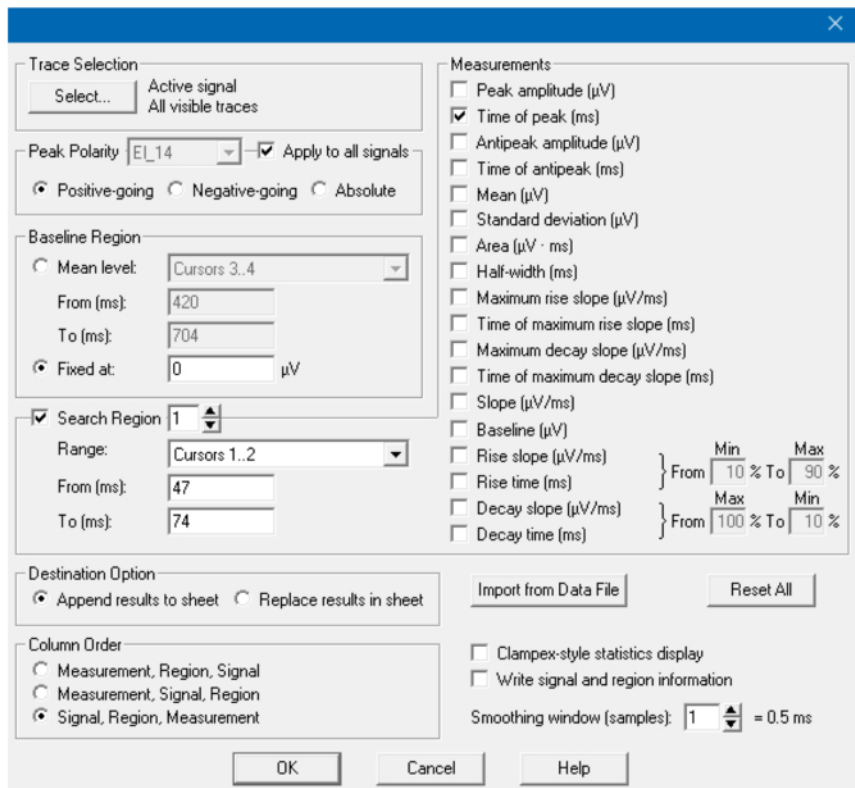 Trace Selection
Select...
Active signal
All visible traces
Peak Polarity EI_14 Apply to all signals
Positive-going Negative-going Absolute
Baseline Region
Mean level: Cursors 3..4
From (ms): 420
To (ms): 704
Fixed at: 0 µV
Search Region 1
Range: Cursors 1..2
From (ms): 47
To (ms): 74
Measurements
Peak amplitude (µV)
Time of peak (ms)
Antipeak amplitude (µV)
Time of antipeak (ms)
Mean (µV)
Standard deviation (µV)
Area (µV · ms)
Half-width (ms)
Maximum rise slope (µV/ms)
Time of maximum rise slope (ms)
Maximum decay slope (µV/ms)
Time of maximum decay slope (ms)
Slope (µV/ms)
Baseline (µV)
Rise slope (µV/ms)
Rise time (ms)
Min Max
From 10 % To 90 %
Decay slope (µV/ms)
Decay time (ms)
Max Min
From 100 % To 10 %
Destination Option
Append results to sheet Replace results in sheet
Import from Data File Reset All
Column Order
Measurement, Region, Signal
Measurement, Signal, Region
Signal, Region, Measurement
Clampex-style statistics display
Write signal and region information
Smoothing window (samples): 1 = 0.5 ms
OK Cancel Help